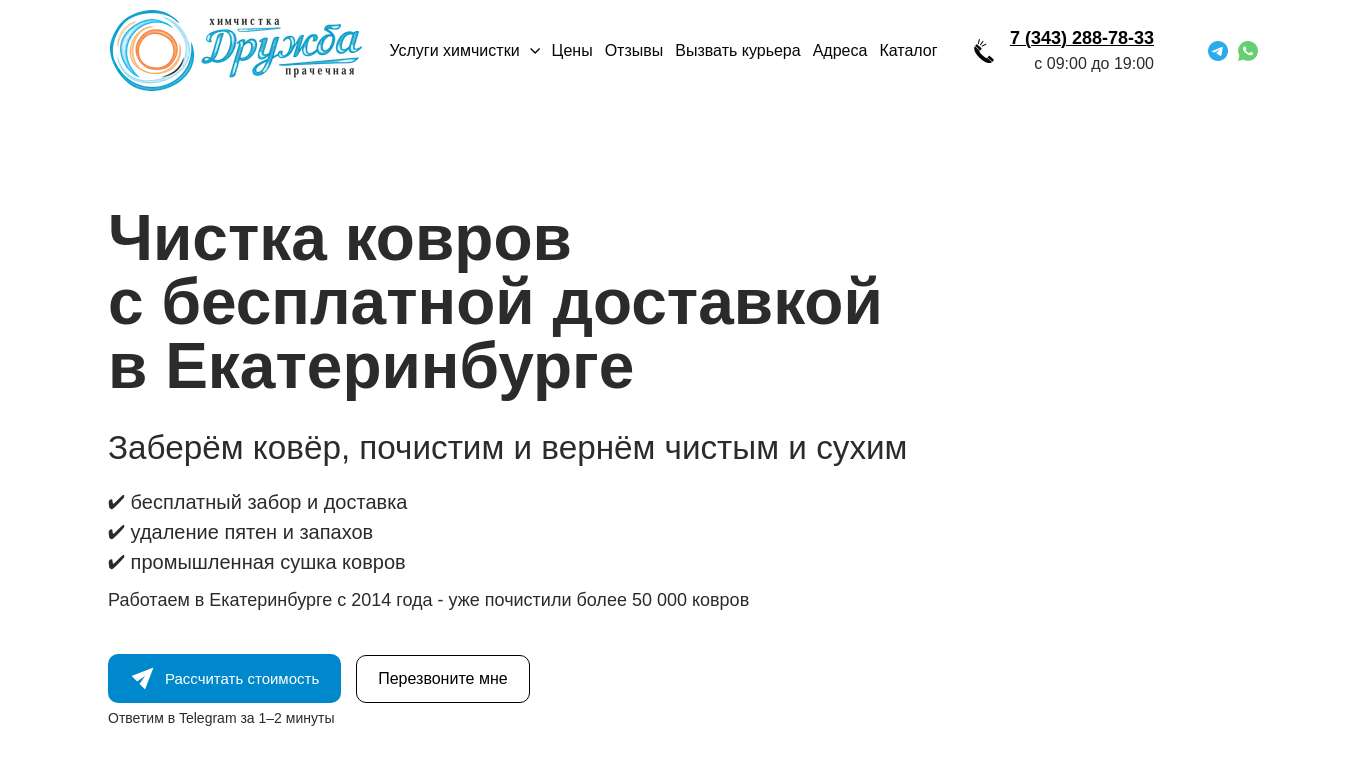 химчистка
Дружба
прачечная
Услуги химчистки
Цены
Отзывы
Вызвать курьера
Адреса
Каталог
7 (343) 288-78-33
с 09:00 до 19:00
Чистка ковров
с бесплатной доставкой
в Екатеринбурге
Заберём ковёр, почистим и вернём чистым и сухим
✔ бесплатный забор и доставка
✔ удаление пятен и запахов
✔ промышленная сушка ковров
Работаем в Екатеринбурге с 2014 года - уже почистили более 50 000 ковров
Рассчитать стоимость
Перезвоните мне
Ответим в Telegram за 1–2 минуты